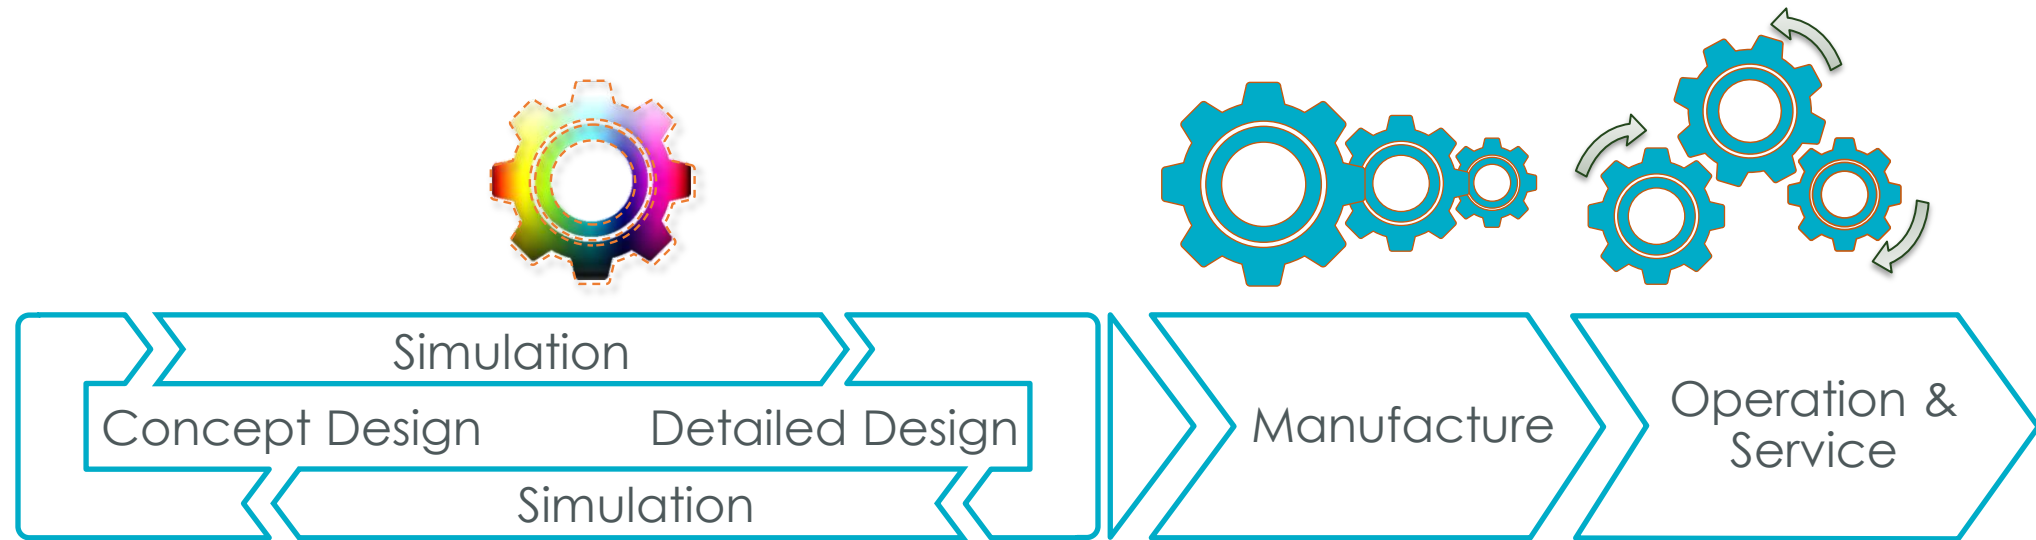 Simulation
Concept Design
Detailed Design
Simulation
Manufacture
Operation &
Service